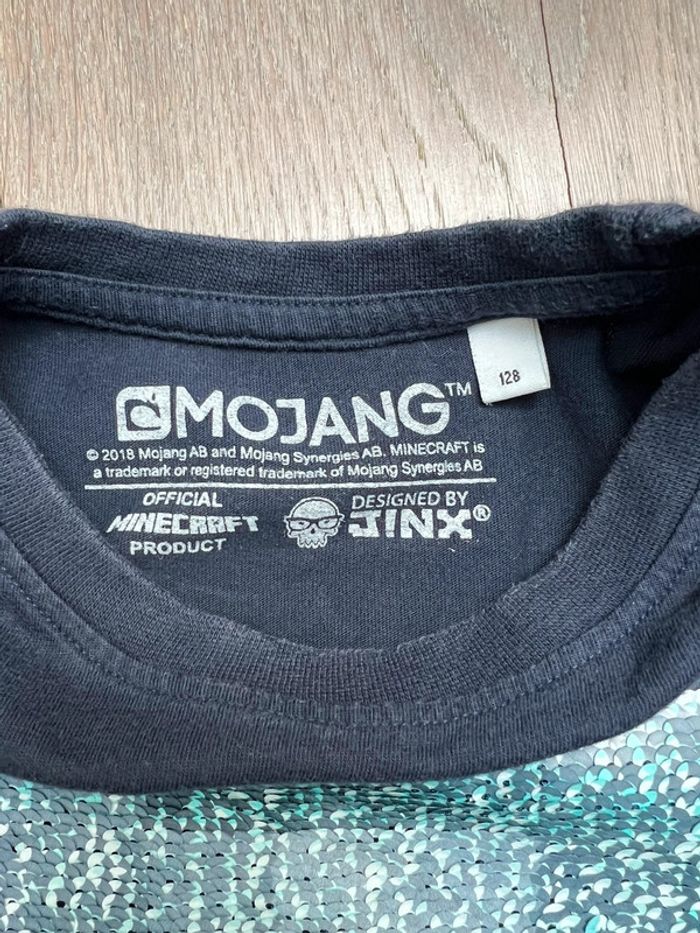 MOJANG™
128
© 2018 Mojang AB and Mojang Synergies AB. MINECRAFT is
a trademark or registered trademark of Mojang Synergies AB
OFFICIAL
MINECRAFT
PRODUCT
DESIGNED BY
JINX®